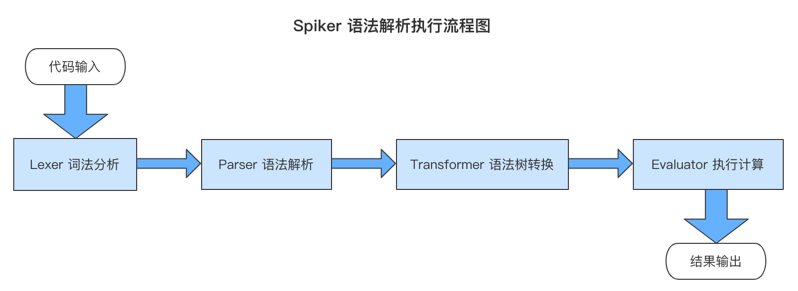 Spiker 语法解析执行流程图
代码输入
Lexer 词法分析
Parser 语法解析
Transformer 语法树转换
Evaluator 执行计算
结果输出